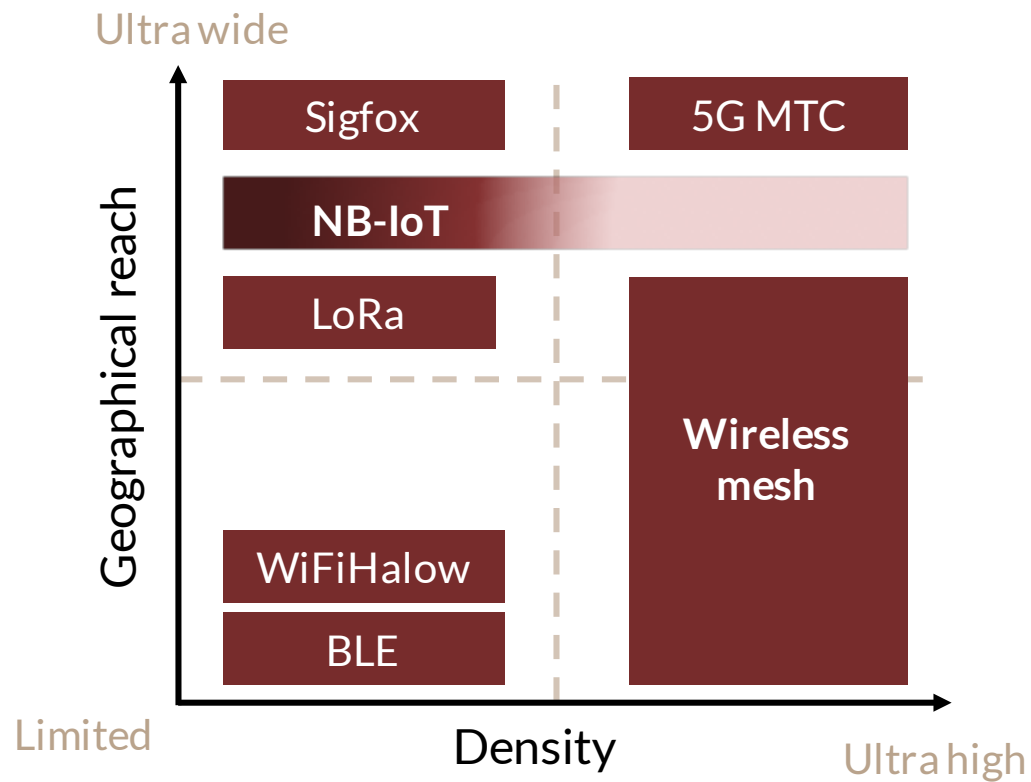 Ultra wide
Sigfox
5G MTC
NB-IoT
LoRa
Geographical reach
Wireless
mesh
WiFiHalow
BLE
Limited
Density
Ultra high